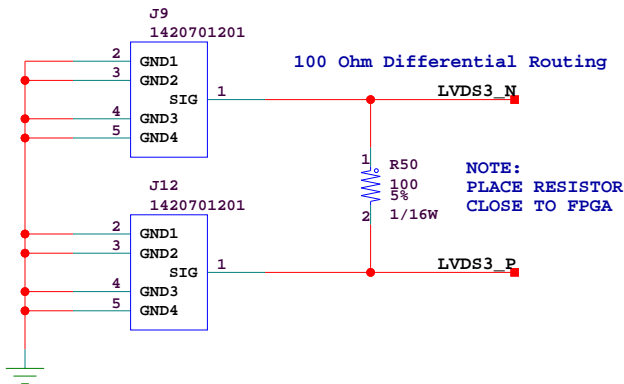 J9
1420701201
2 GND1
3 GND2
SIG 1
4 GND3
5 GND4
100 Ohm Differential Routing
LVDS3_N
1
R50
100
5%
1/16W
2
NOTE:
PLACE RESISTOR
CLOSE TO FPGA
J12
1420701201
2 GND1
3 GND2
SIG 1
4 GND3
5 GND4
LVDS3_P